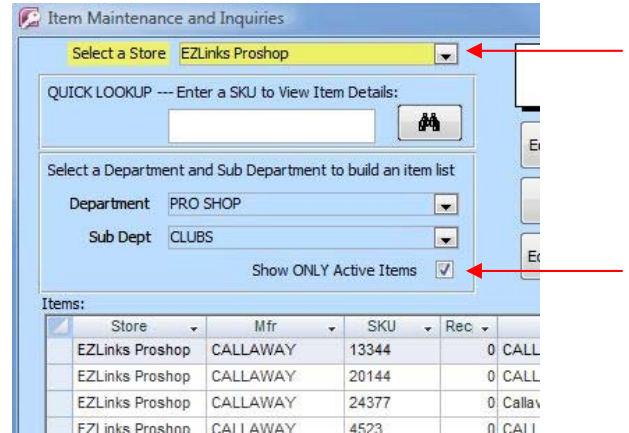 Item Maintenance and Inquiries
Select a Store EZLinks Proshop
QUICK LOOKUP --- Enter a SKU to View Item Details:
Select a Department and Sub Department to build an item list
Department PRO SHOP
Sub Dept CLUBS
Show ONLY Active Items
Items:
Store Mfr SKU Rec
EZLinks Proshop CALLAWAY 13344 0 CALL
EZLinks Proshop CALLAWAY 20144 0 CALL
EZLinks Proshop CALLAWAY 24377 0 Callav
EZLinks Proshop CALLAWAY 4523 0 CALL